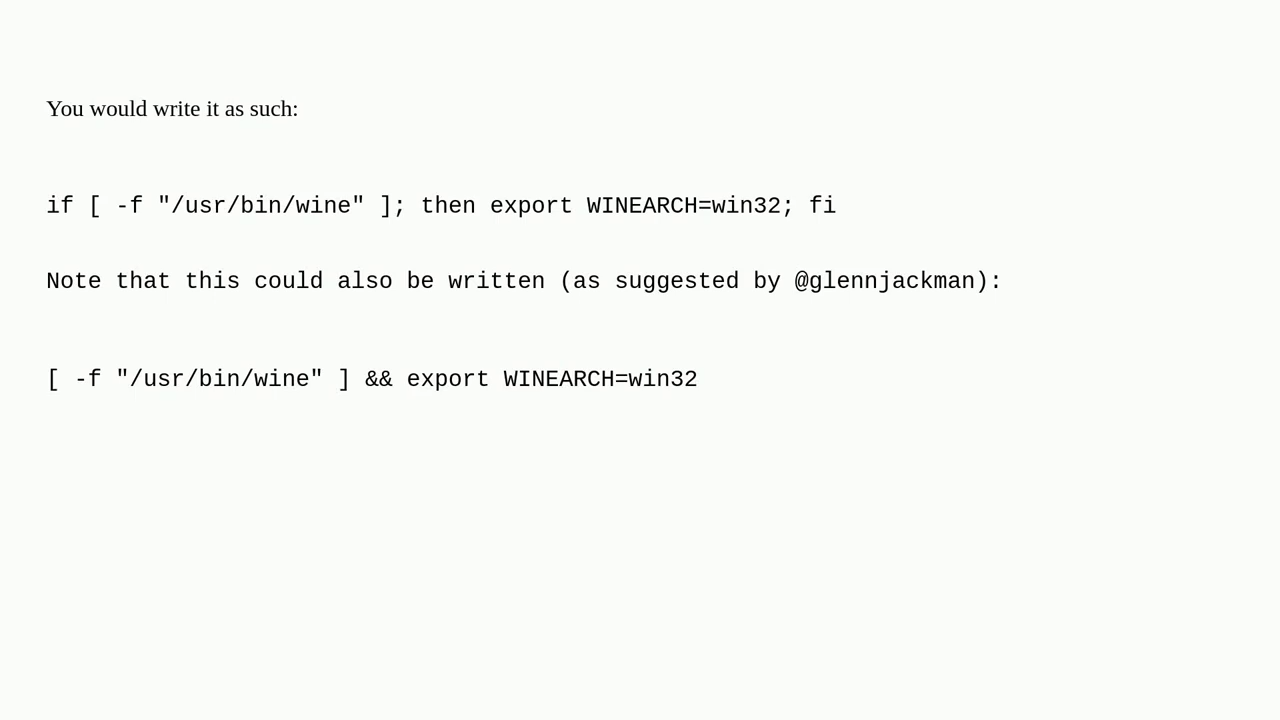 You would write it as such:
if [ -f "/usr/bin/wine" ]; then export WINEARCH=win32; fi
Note that this could also be written (as suggested by @glennjackman):
[ -f "/usr/bin/wine" ] && export WINEARCH=win32